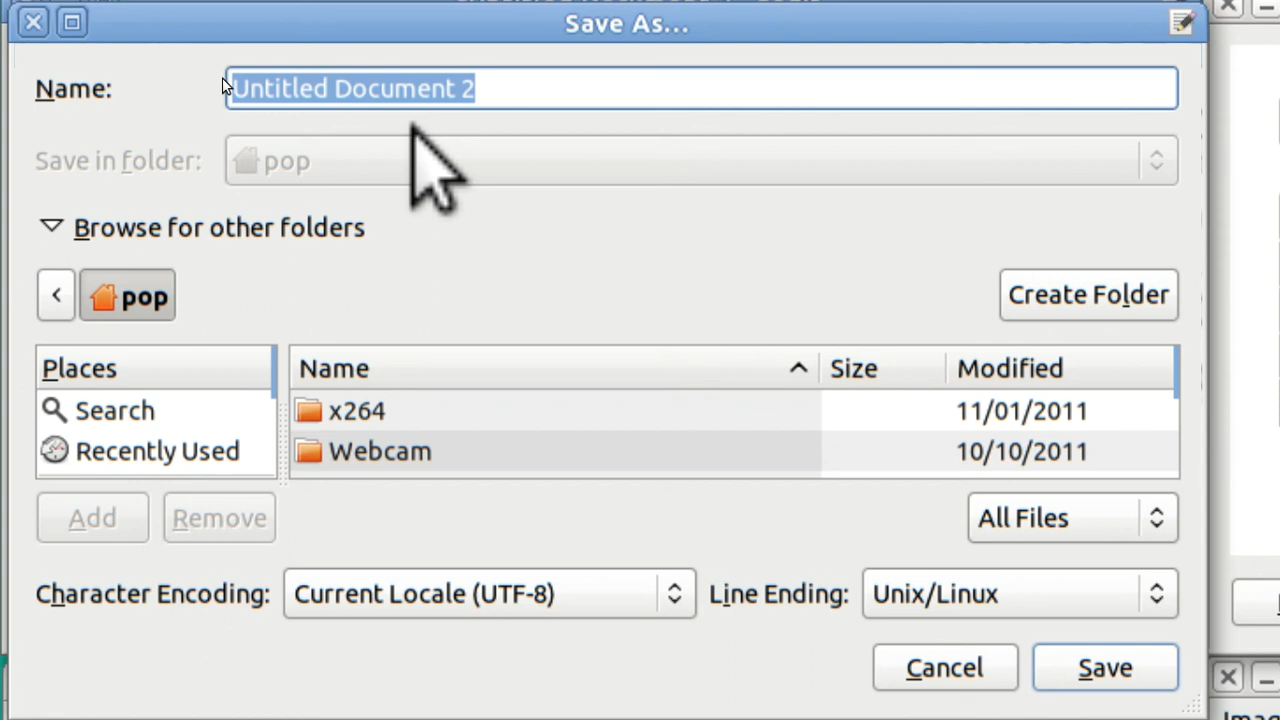 Save As...
Name: Untitled Document 2
Save in folder: pop
Browse for other folders
pop Create Folder
Places Name Size Modified
Search x264 11/01/2011
Recently Used Webcam 10/10/2011
Add Remove All Files
Character Encoding: Current Locale (UTF-8) Line Ending: Unix/Linux
Cancel Save